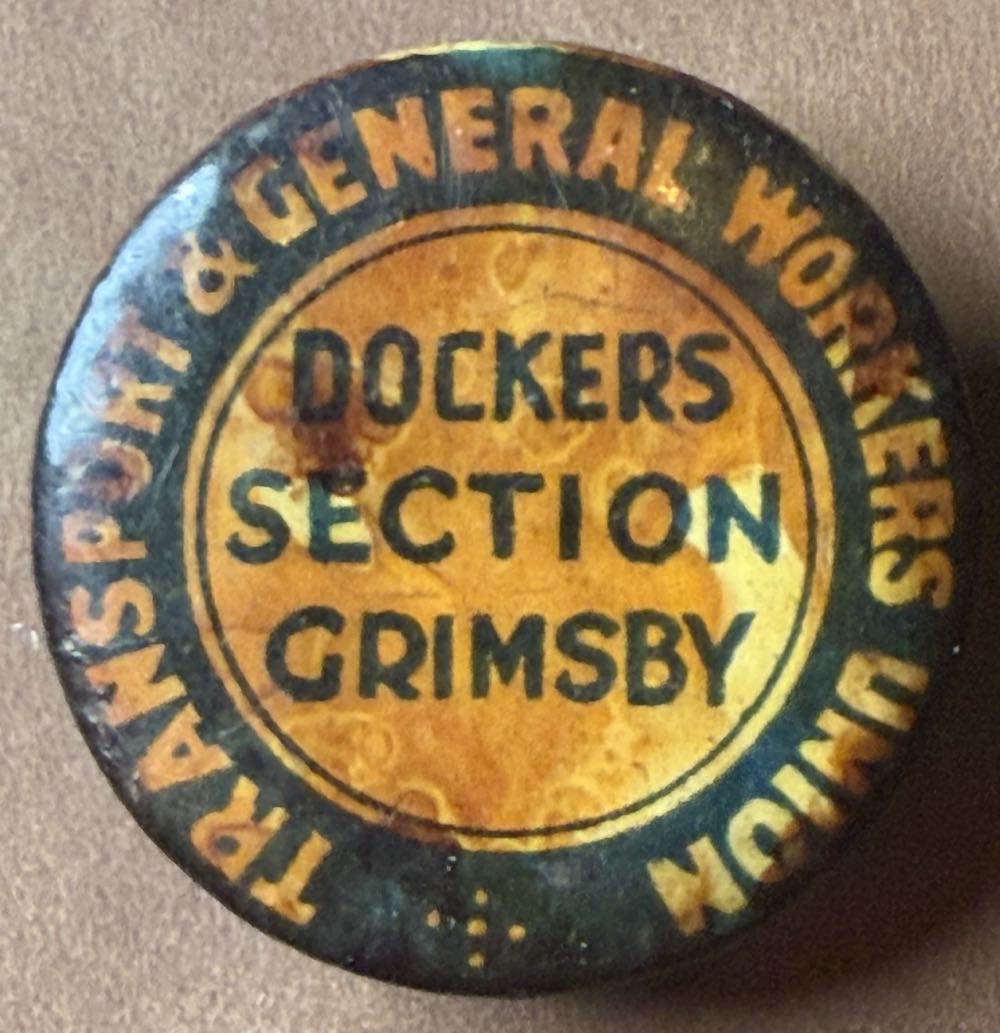 TRANSPORT & GENERAL WORKERS UNION
DOCKERS
SECTION
GRIMSBY